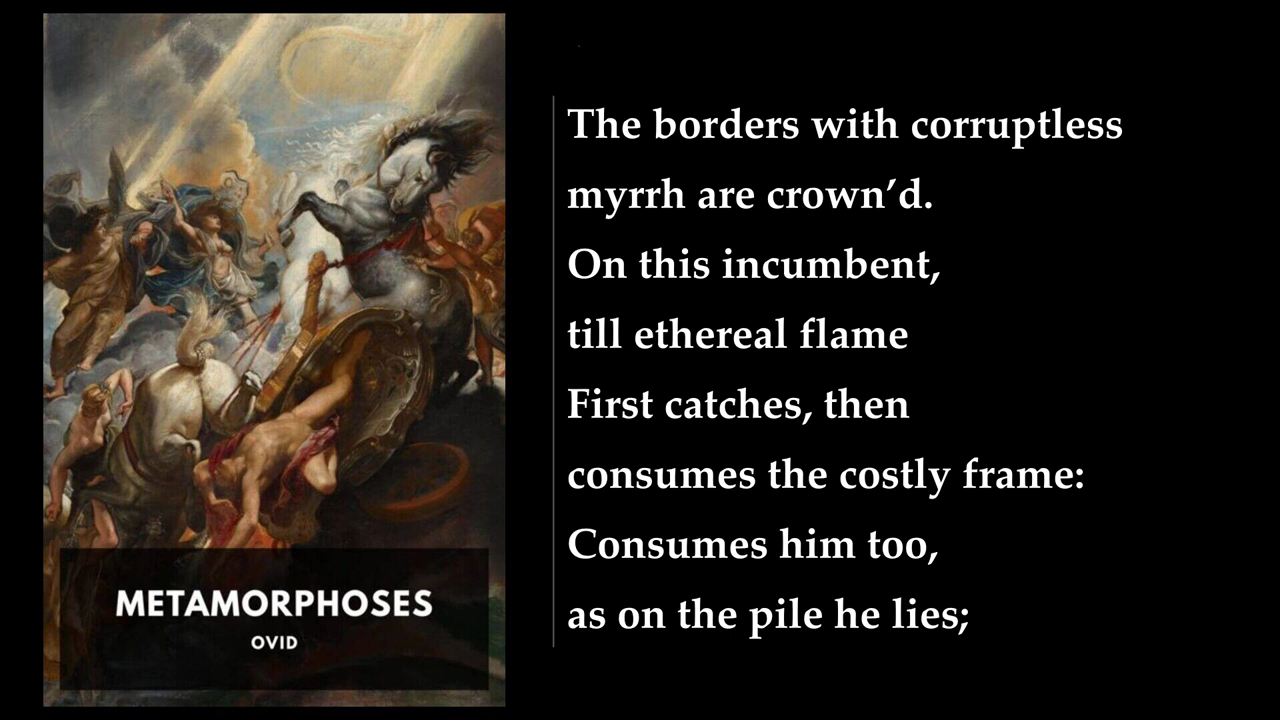 METAMORPHOSES
OVID
The borders with corruptless
myrrh are crown’d.
On this incumbent,
till ethereal flame
First catches, then
consumes the costly frame:
Consumes him too,
as on the pile he lies;